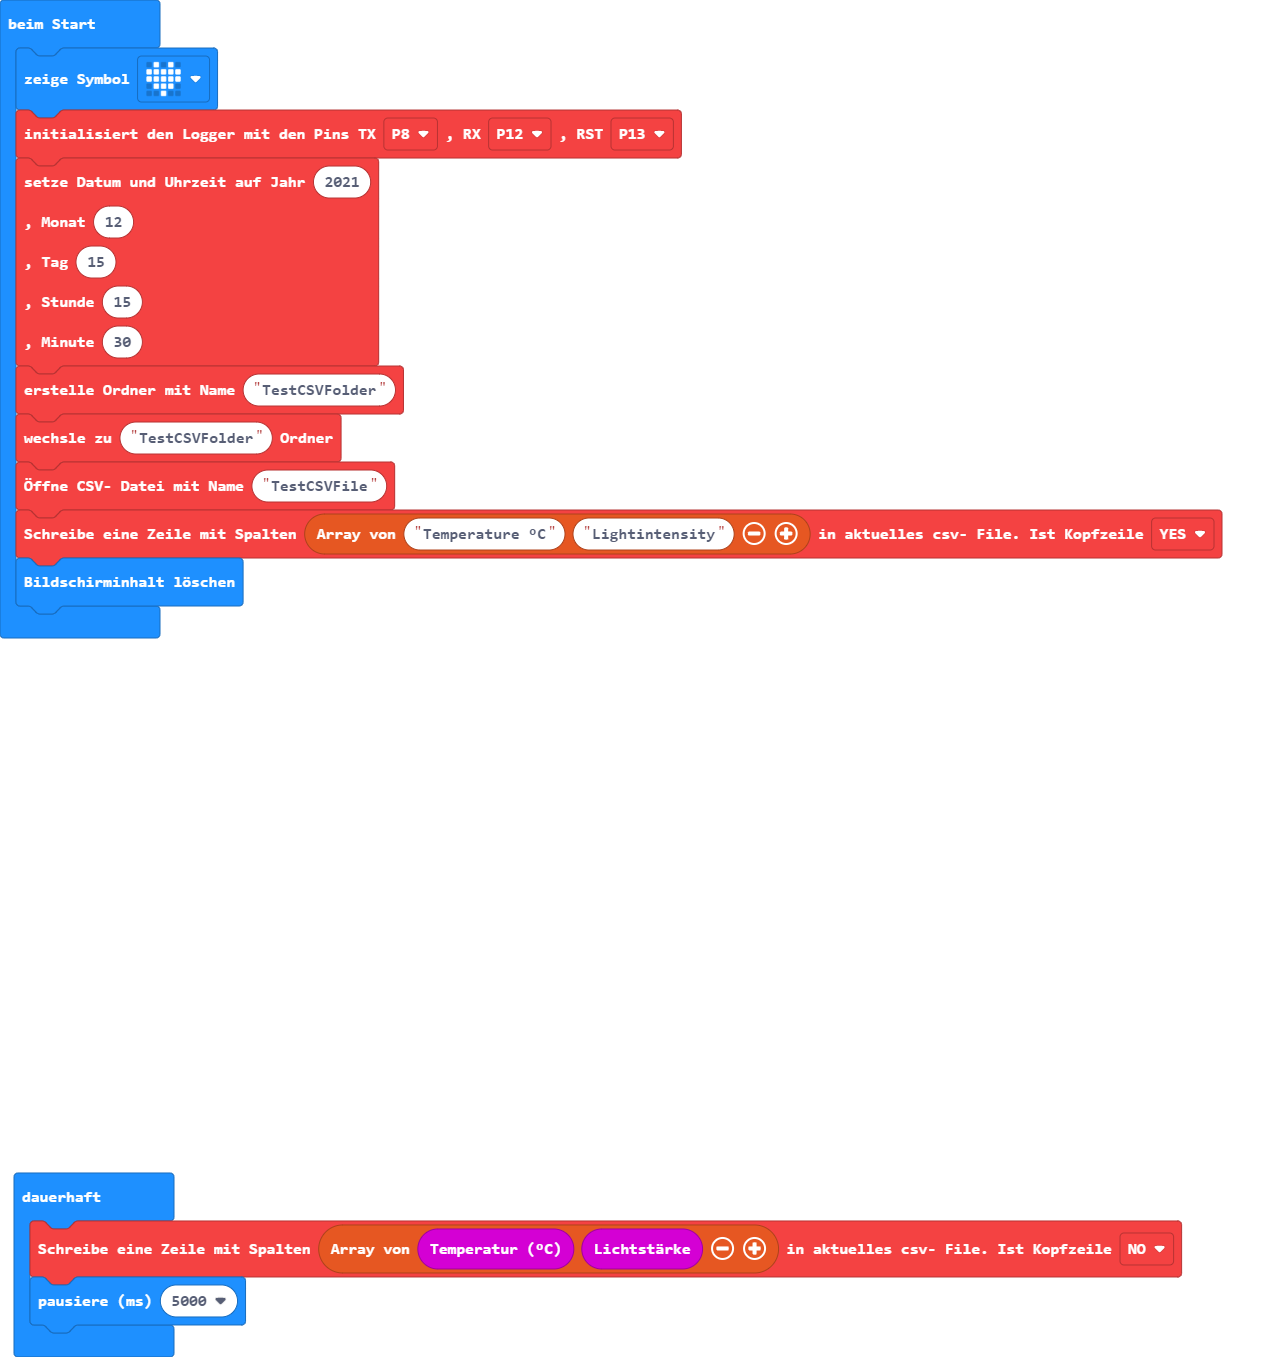 beim Start
zeige Symbol
initialisiert den Logger mit den Pins TX P8 , RX P12 , RST P13
setze Datum und Uhrzeit auf Jahr 2021
, Monat 12
, Tag 15
, Stunde 15
, Minute 30
erstelle Ordner mit Name "TestCSVFolder"
wechsle zu "TestCSVFolder" Ordner
Öffne CSV- Datei mit Name "TestCSVFile"
Schreibe eine Zeile mit Spalten Array von "Temperature ºC" "Lightintensity" in aktuelles csv- File. Ist Kopfzeile YES
Bildschirminhalt löschen
dauerhaft
Schreibe eine Zeile mit Spalten Array von Temperatur (ºC) Lichtstärke in aktuelles csv- File. Ist Kopfzeile NO
pausiere (ms) 5000